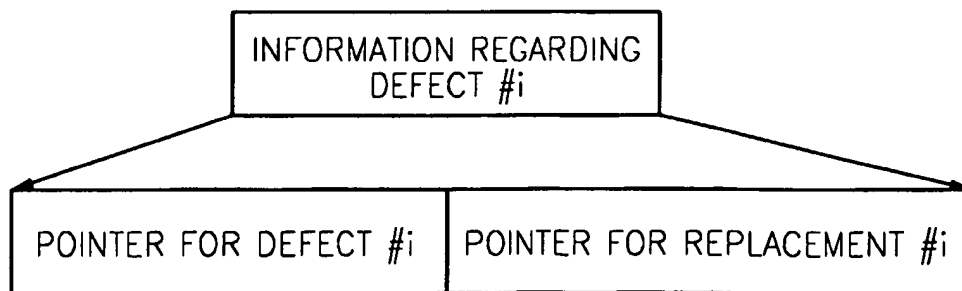 INFORMATION REGARDING
DEFECT #i
POINTER FOR DEFECT #i
POINTER FOR REPLACEMENT #i